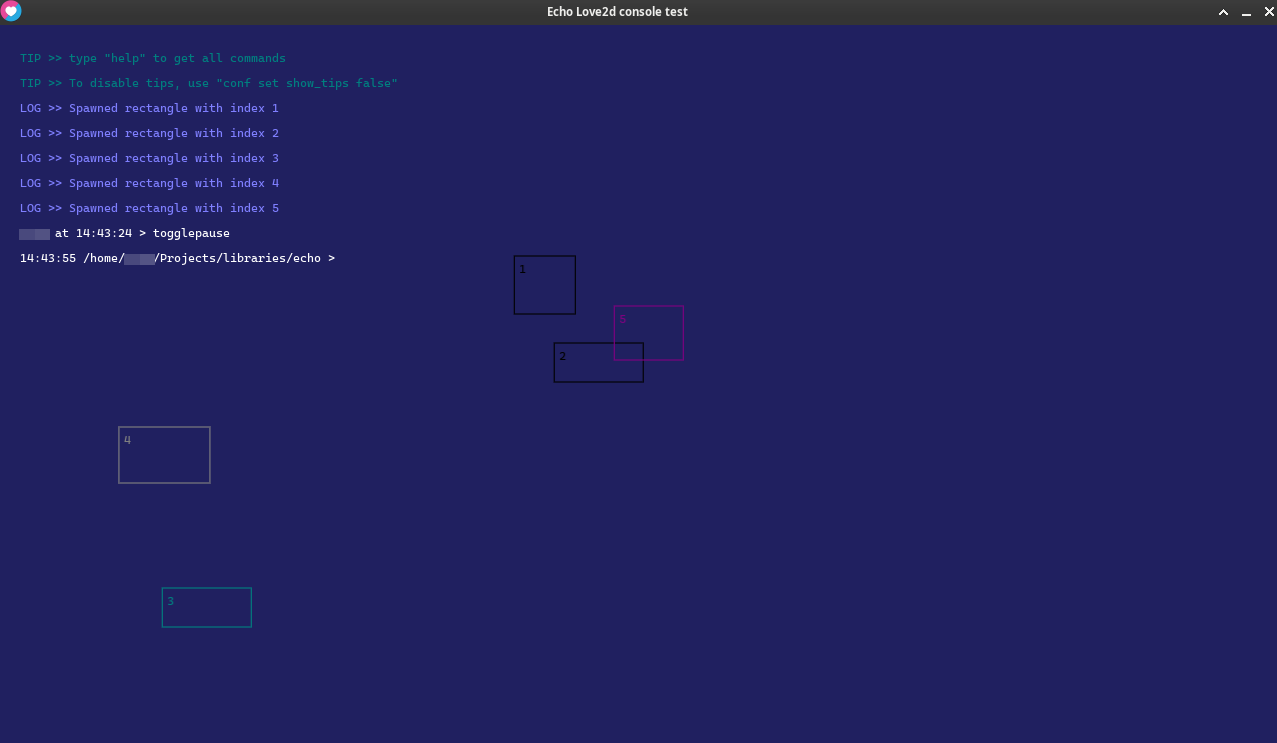 Echo Love2d console test
TIP >> type "help" to get all commands
TIP >> To disable tips, use "conf set show_tips false"
LOG >> Spawned rectangle with index 1
LOG >> Spawned rectangle with index 2
LOG >> Spawned rectangle with index 3
LOG >> Spawned rectangle with index 4
LOG >> Spawned rectangle with index 5
at 14:43:24 > togglepause
14:43:55 /home/ /Projects/libraries/echo >
1
5
2
4
3